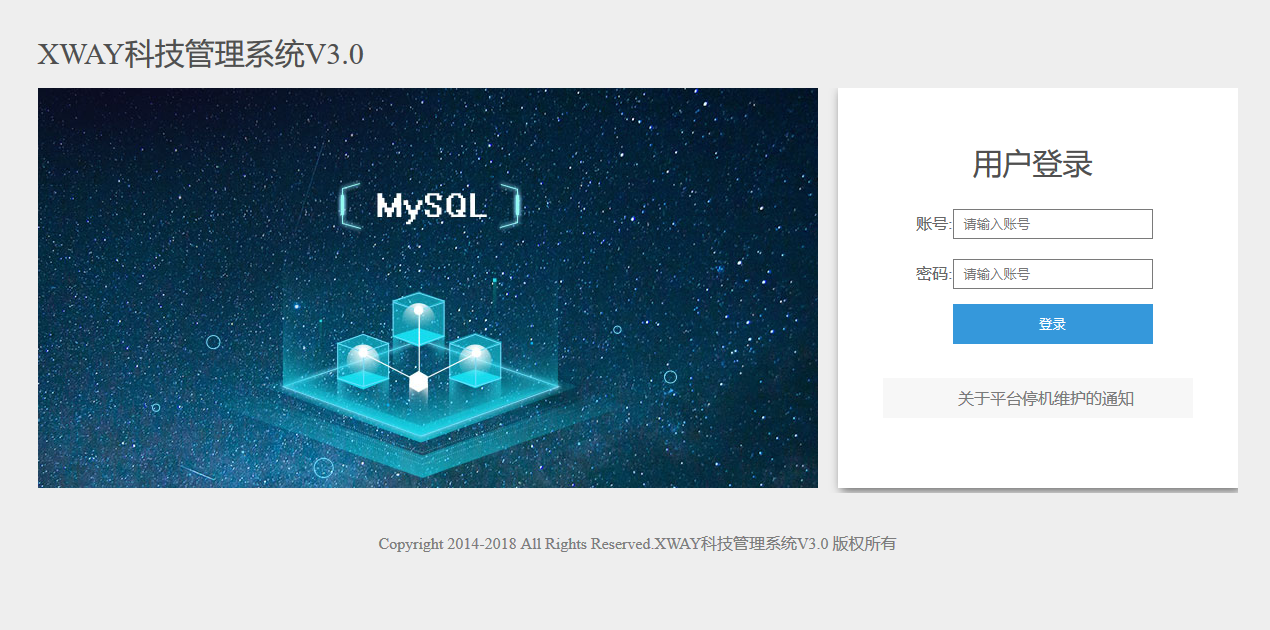 XWAY科技管理系统V3.0
MySQL
用户登录
账号:
请输入账号
密码:
请输入账号
登录
关于平台停机维护的通知
Copyright 2014-2018 All Rights Reserved.XWAY科技管理系统V3.0 版权所有